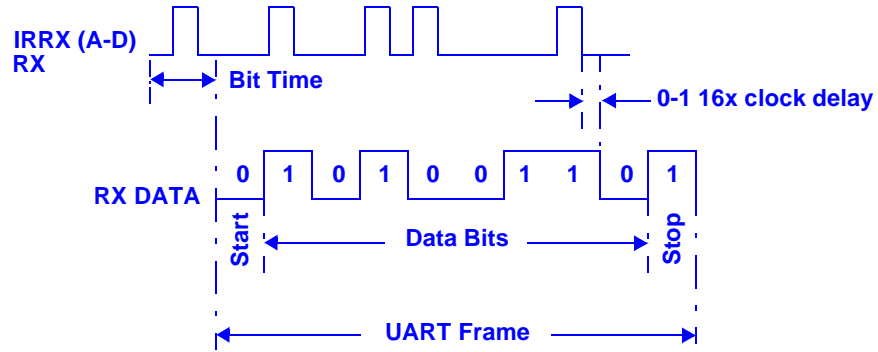 IRRX (A-D)
RX
Bit Time
0-1 16x clock delay
RX DATA
0 1 0 1 0 0 1 1 0 1
Start
Data Bits
Stop
UART Frame